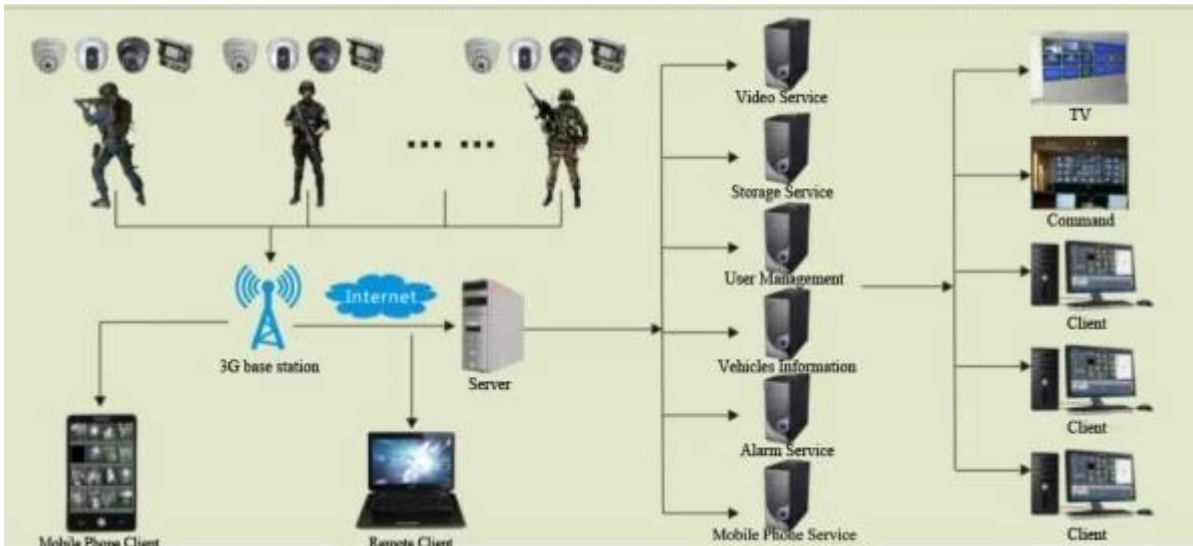 Video Service
TV
Storage Service
Command
User Management
Internet
Client
3G base station
Server
Vehicles Information
Client
Alarm Service
Mobile Phone Client
Remote Client
Mobile Phone Service
Client